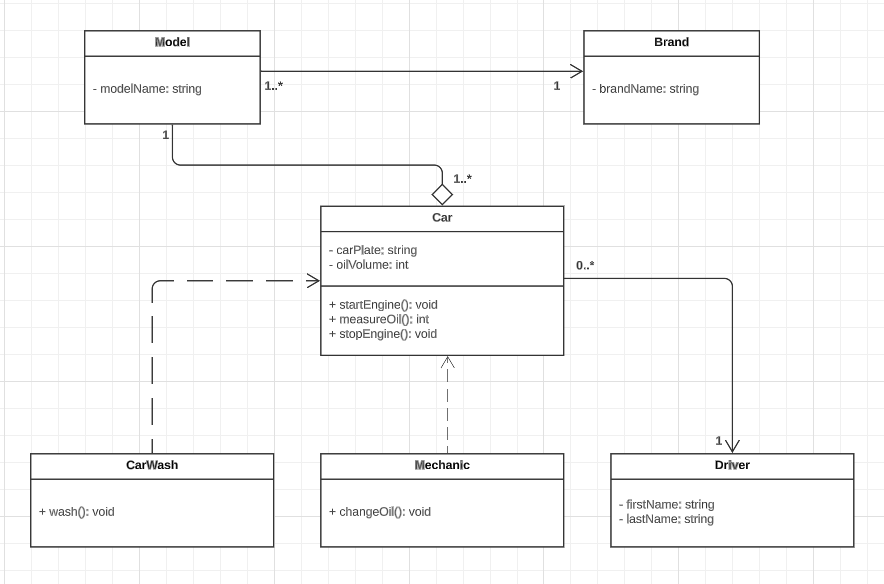 Model
- modelName: string
Brand
- brandName: string
1..*
1
1
1..*
Car
- carPlate: string
- oilVolume: int
+ startEngine(): void
+ measureOil(): int
+ stopEngine(): void
0..*
1
CarWash
+ wash(): void
Mechanic
+ changeOil(): void
Driver
- firstName: string
- lastName: string